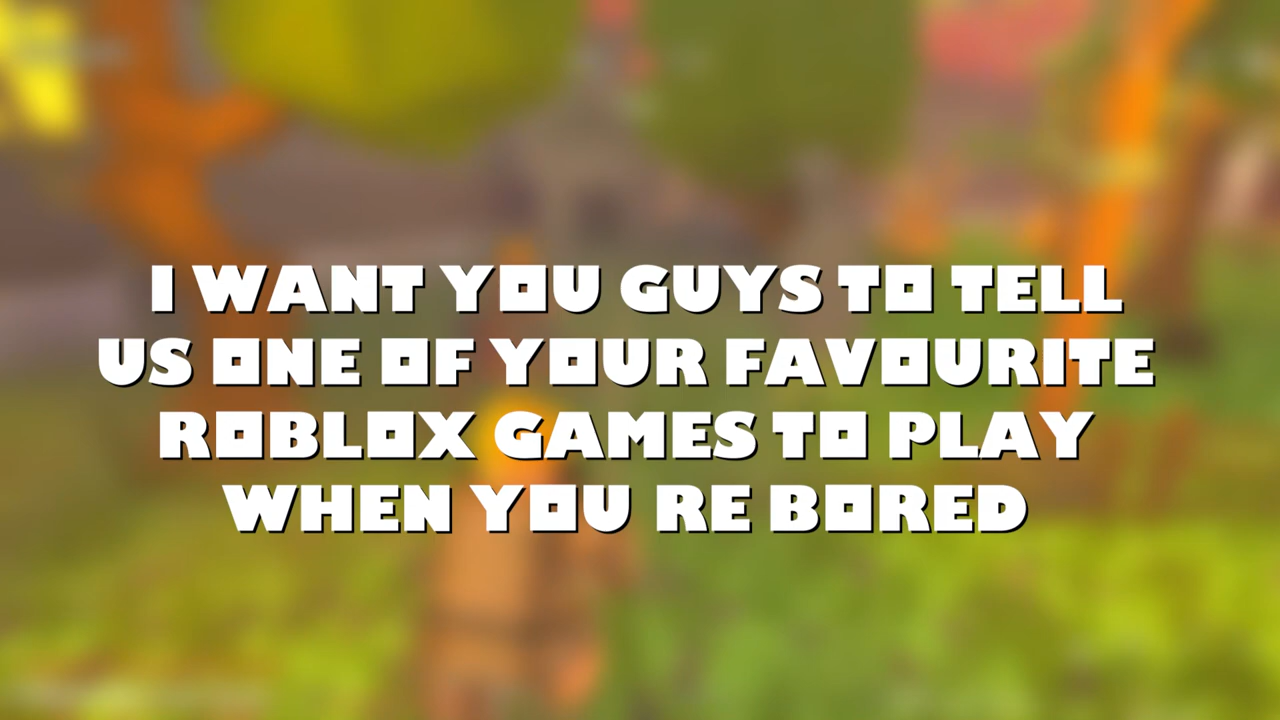 I WANT YOU GUYS TO TELL
US ONE OF YOUR FAVOURITE
ROBLOX GAMES TO PLAY
WHEN YOU RE BORED